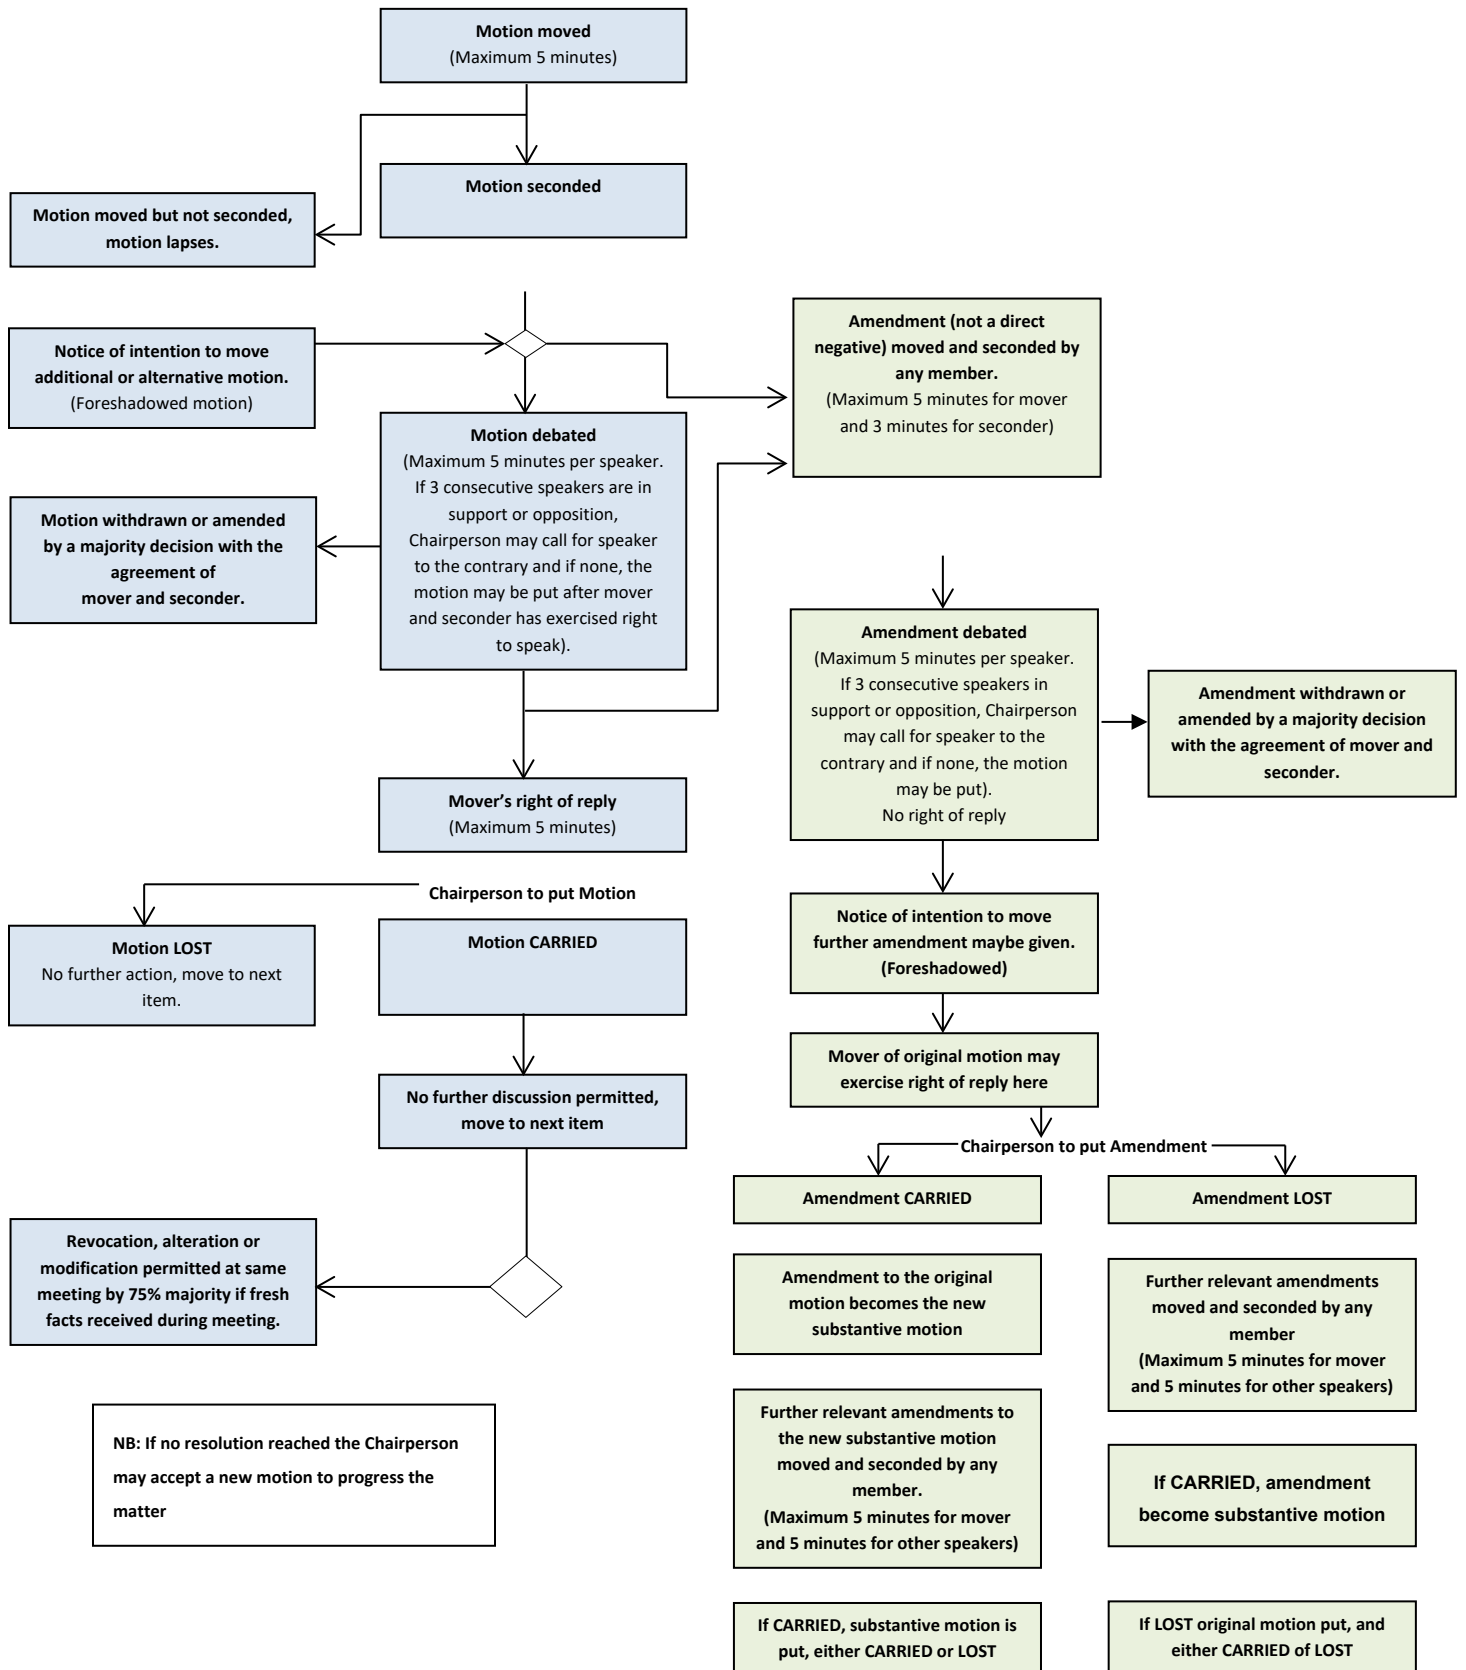 Motion moved
(Maximum 5 minutes)
Motion seconded
Motion moved but not seconded,
motion lapses.
Notice of intention to move
additional or alternative motion.
(Foreshadowed motion)
Amendment (not a direct
negative) moved and seconded by
any member.
(Maximum 5 minutes for mover
and 3 minutes for seconder)
Motion debated
(Maximum 5 minutes per speaker.
If 3 consecutive speakers are in
support or opposition,
Chairperson may call for speaker
to the contrary and if none, the
motion may be put after mover
and seconder has exercised right
to speak).
Motion withdrawn or amended
by a majority decision with the
agreement of
mover and seconder.
Amendment debated
(Maximum 5 minutes per speaker.
If 3 consecutive speakers in
support or opposition, Chairperson
may call for speaker to the
contrary and if none, the motion
may be put).
No right of reply
Amendment withdrawn or
amended by a majority decision
with the agreement of mover and
seconder.
Mover’s right of reply
(Maximum 5 minutes)
Chairperson to put Motion
Motion LOST
No further action, move to next
item.
Motion CARRIED
Notice of intention to move
further amendment maybe given.
(Foreshadowed)
Mover of original motion may
exercise right of reply here
No further discussion permitted,
move to next item
Chairperson to put Amendment
Amendment CARRIED
Amendment LOST
Revocation, alteration or
modification permitted at same
meeting by 75% majority if fresh
facts received during meeting.
Amendment to the original
motion becomes the new
substantive motion
Further relevant amendments
moved and seconded by any
member
(Maximum 5 minutes for mover
and 5 minutes for other speakers)
NB: If no resolution reached the Chairperson
may accept a new motion to progress the
matter
Further relevant amendments to
the new substantive motion
moved and seconded by any
member.
(Maximum 5 minutes for mover
and 5 minutes for other speakers)
If CARRIED, amendment
become substantive motion
If CARRIED, substantive motion is
put, either CARRIED or LOST
If LOST original motion put, and
either CARRIED of LOST